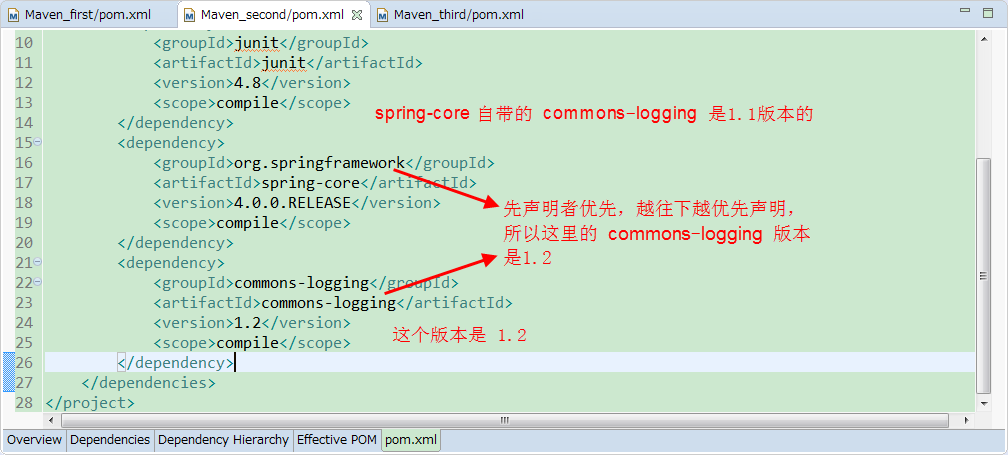 Maven_first/pom.xml Maven_second/pom.xml Maven_third/pom.xml
10 <groupId>junit</groupId>
11 <artifactId>junit</artifactId>
12 <version>4.8</version>
13 <scope>compile</scope>
spring-core 自带的 commons-logging 是1.1版本的
14 </dependency>
15 <dependency>
16 <groupId>org.springframework</groupId>
17 <artifactId>spring-core</artifactId>
18 <version>4.0.0.RELEASE</version>
19 <scope>compile</scope>
先声明者优先，越往下越优先声明，
所以这里的 commons-logging 版本
是1.2
20 </dependency>
21 <dependency>
22 <groupId>commons-logging</groupId>
23 <artifactId>commons-logging</artifactId>
24 <version>1.2</version>
这个版本是 1.2
25 <scope>compile</scope>
26 </dependency>
27 </dependencies>
28 </project>
Overview Dependencies Dependency Hierarchy Effective POM pom.xml